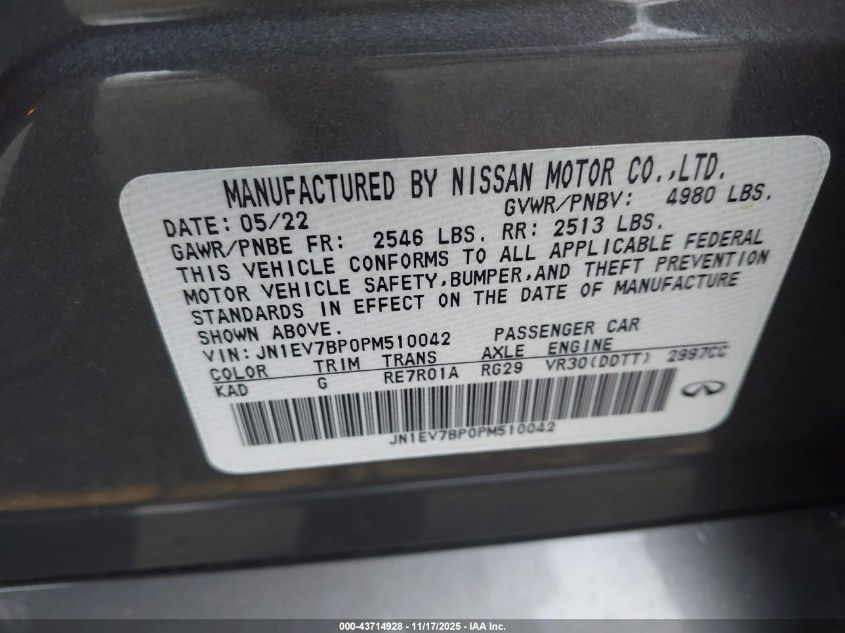 MANUFACTURED BY NISSAN MOTOR CO.,LTD.
DATE: 05/22 GVWR/PNBV: 4980 LBS.
GAWR/PNBE FR: 2546 LBS. RR: 2513 LBS.
THIS VEHICLE CONFORMS TO ALL APPLICABLE FEDERAL
MOTOR VEHICLE SAFETY,BUMPER,AND THEFT PREVENTION
STANDARDS IN EFFECT ON THE DATE OF MANUFACTURE
SHOWN ABOVE.
VIN: JN1EV7BP0PM510042 PASSENGER CAR
COLOR TRIM TRANS AXLE ENGINE
KAD G RE7R01A RG29 VR30(DDTT) 2997CC
JN1EV7BP0PM510042
000-43714928 - 11/17/2025 - IAA Inc.